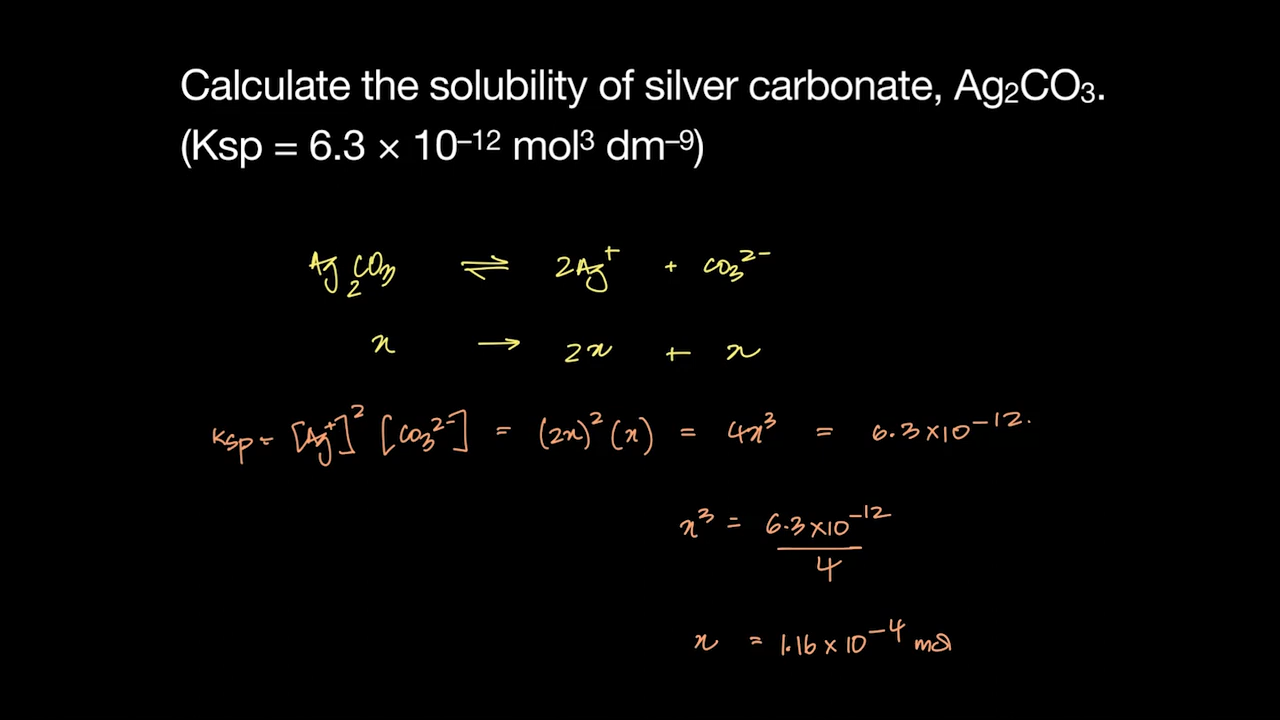 Calculate the solubility of silver carbonate, Ag₂CO₃.
(Ksp = 6.3 × 10⁻¹² mol³ dm⁻⁹)
Ag₂CO₃ ⇌ 2Ag⁺ + CO₃²⁻
x → 2x + x
Ksp = [Ag⁺]² [CO₃²⁻] = (2x)² (x) = 4x³ = 6.3×10⁻¹².
x³ = 6.3×10⁻¹² / 4
x = 1.16 × 10⁻⁴ mol